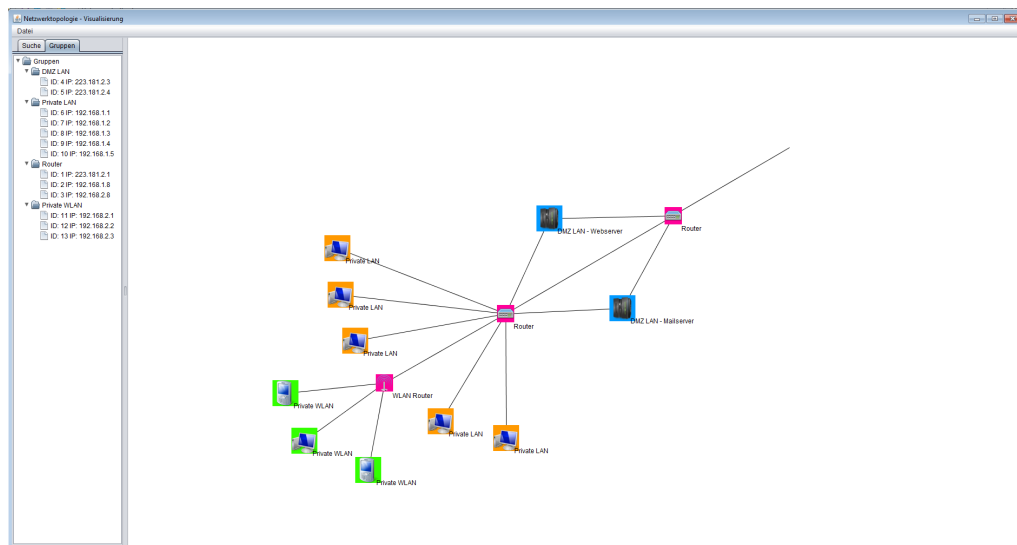 Netzwerktopologie - Visualisierung
Datei
Suche Gruppen
Gruppen
DMZ LAN
ID: 4 IP: 223.181.2.3
ID: 5 IP: 223.181.2.4
Private LAN
ID: 6 IP: 192.168.1.1
ID: 7 IP: 192.168.1.2
ID: 8 IP: 192.168.1.3
ID: 9 IP: 192.168.1.4
ID: 10 IP: 192.168.1.5
Router
ID: 1 IP: 223.181.2.1
ID: 2 IP: 192.168.1.8
ID: 3 IP: 192.168.2.8
Private WLAN
ID: 11 IP: 192.168.2.1
ID: 12 IP: 192.168.2.2
ID: 13 IP: 192.168.2.3
DMZ LAN - Webserver
Router
Private LAN
Private LAN
DMZ LAN - Mailserver
Router
Private LAN
WLAN Router
Private WLAN
Private LAN
Private LAN
Private WLAN
Private WLAN